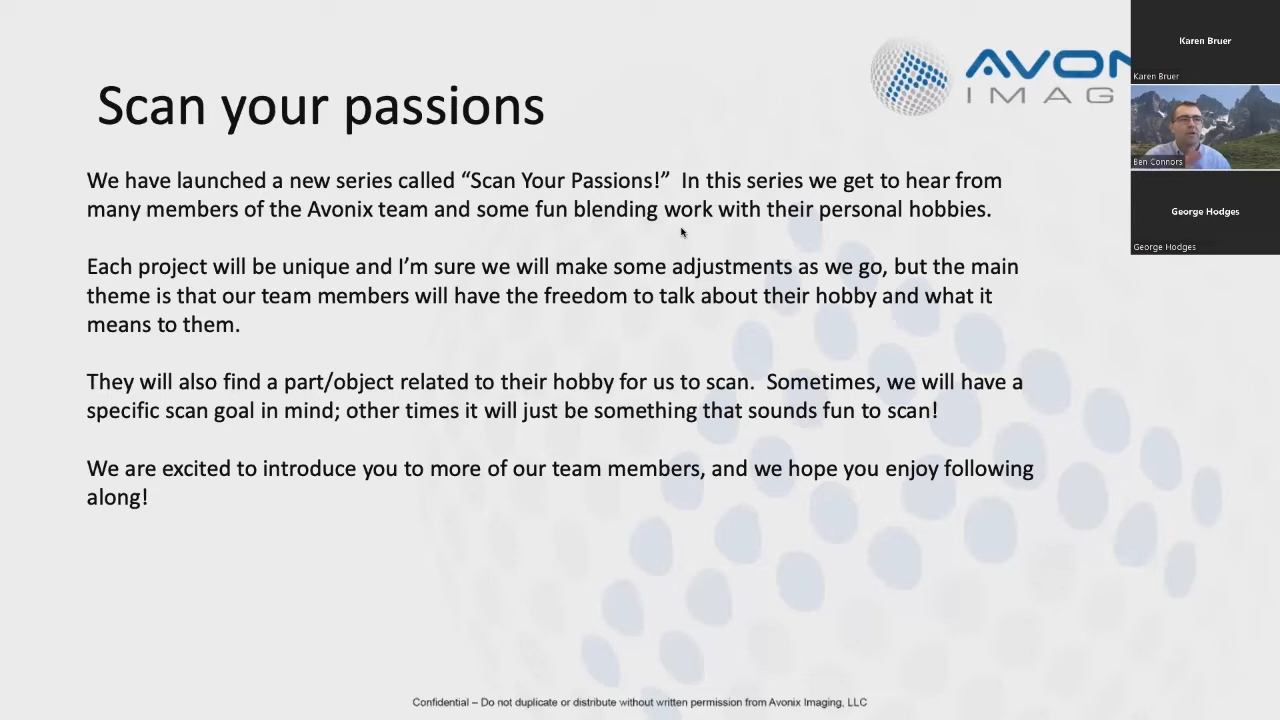 Scan your passions
AVON
IMAG
We have launched a new series called “Scan Your Passions!”  In this series we get to hear from
many members of the Avonix team and some fun blending work with their personal hobbies.
Each project will be unique and I’m sure we will make some adjustments as we go, but the main
theme is that our team members will have the freedom to talk about their hobby and what it
means to them.
They will also find a part/object related to their hobby for us to scan.  Sometimes, we will have a
specific scan goal in mind; other times it will just be something that sounds fun to scan!
We are excited to introduce you to more of our team members, and we hope you enjoy following
along!
Confidential – Do not duplicate or distribute without written permission from Avonix Imaging, LLC
Karen Bruer
Karen Bruer
Ben Connors
George Hodges
George Hodges